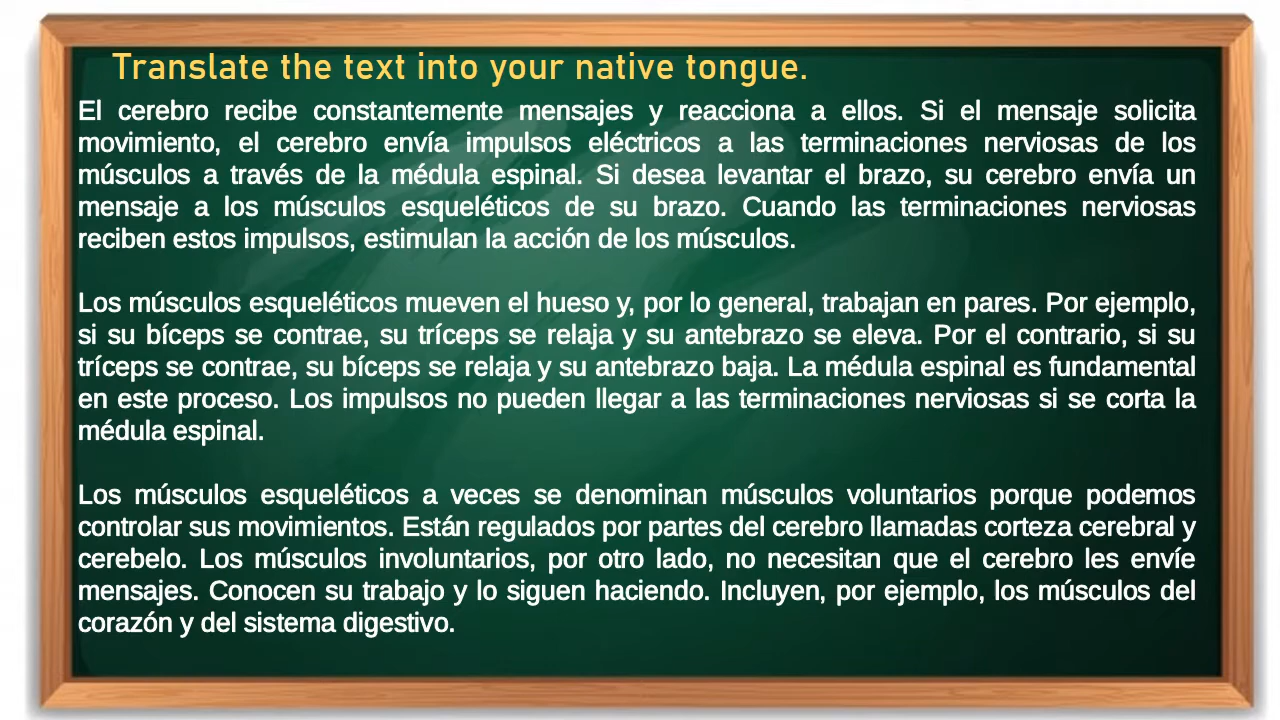 Translate the text into your native tongue.
El cerebro recibe constantemente mensajes y reacciona a ellos. Si el mensaje solicita
movimiento, el cerebro envía impulsos eléctricos a las terminaciones nerviosas de los
músculos a través de la médula espinal. Si desea levantar el brazo, su cerebro envía un
mensaje a los músculos esqueléticos de su brazo. Cuando las terminaciones nerviosas
reciben estos impulsos, estimulan la acción de los músculos.
Los músculos esqueléticos mueven el hueso y, por lo general, trabajan en pares. Por ejemplo,
si su bíceps se contrae, su tríceps se relaja y su antebrazo se eleva. Por el contrario, si su
tríceps se contrae, su bíceps se relaja y su antebrazo baja. La médula espinal es fundamental
en este proceso. Los impulsos no pueden llegar a las terminaciones nerviosas si se corta la
médula espinal.
Los músculos esqueléticos a veces se denominan músculos voluntarios porque podemos
controlar sus movimientos. Están regulados por partes del cerebro llamadas corteza cerebral y
cerebelo. Los músculos involuntarios, por otro lado, no necesitan que el cerebro les envíe
mensajes. Conocen su trabajo y lo siguen haciendo. Incluyen, por ejemplo, los músculos del
corazón y del sistema digestivo.